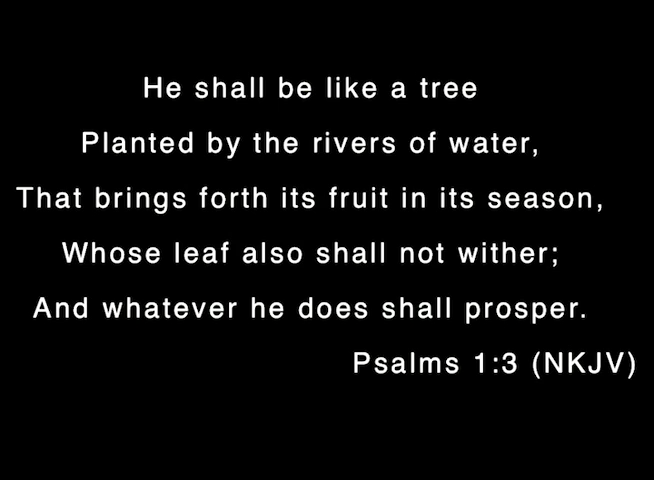 He shall be like a tree
Planted by the rivers of water,
That brings forth its fruit in its season,
Whose leaf also shall not wither;
And whatever he does shall prosper.
Psalms 1:3 (NKJV)